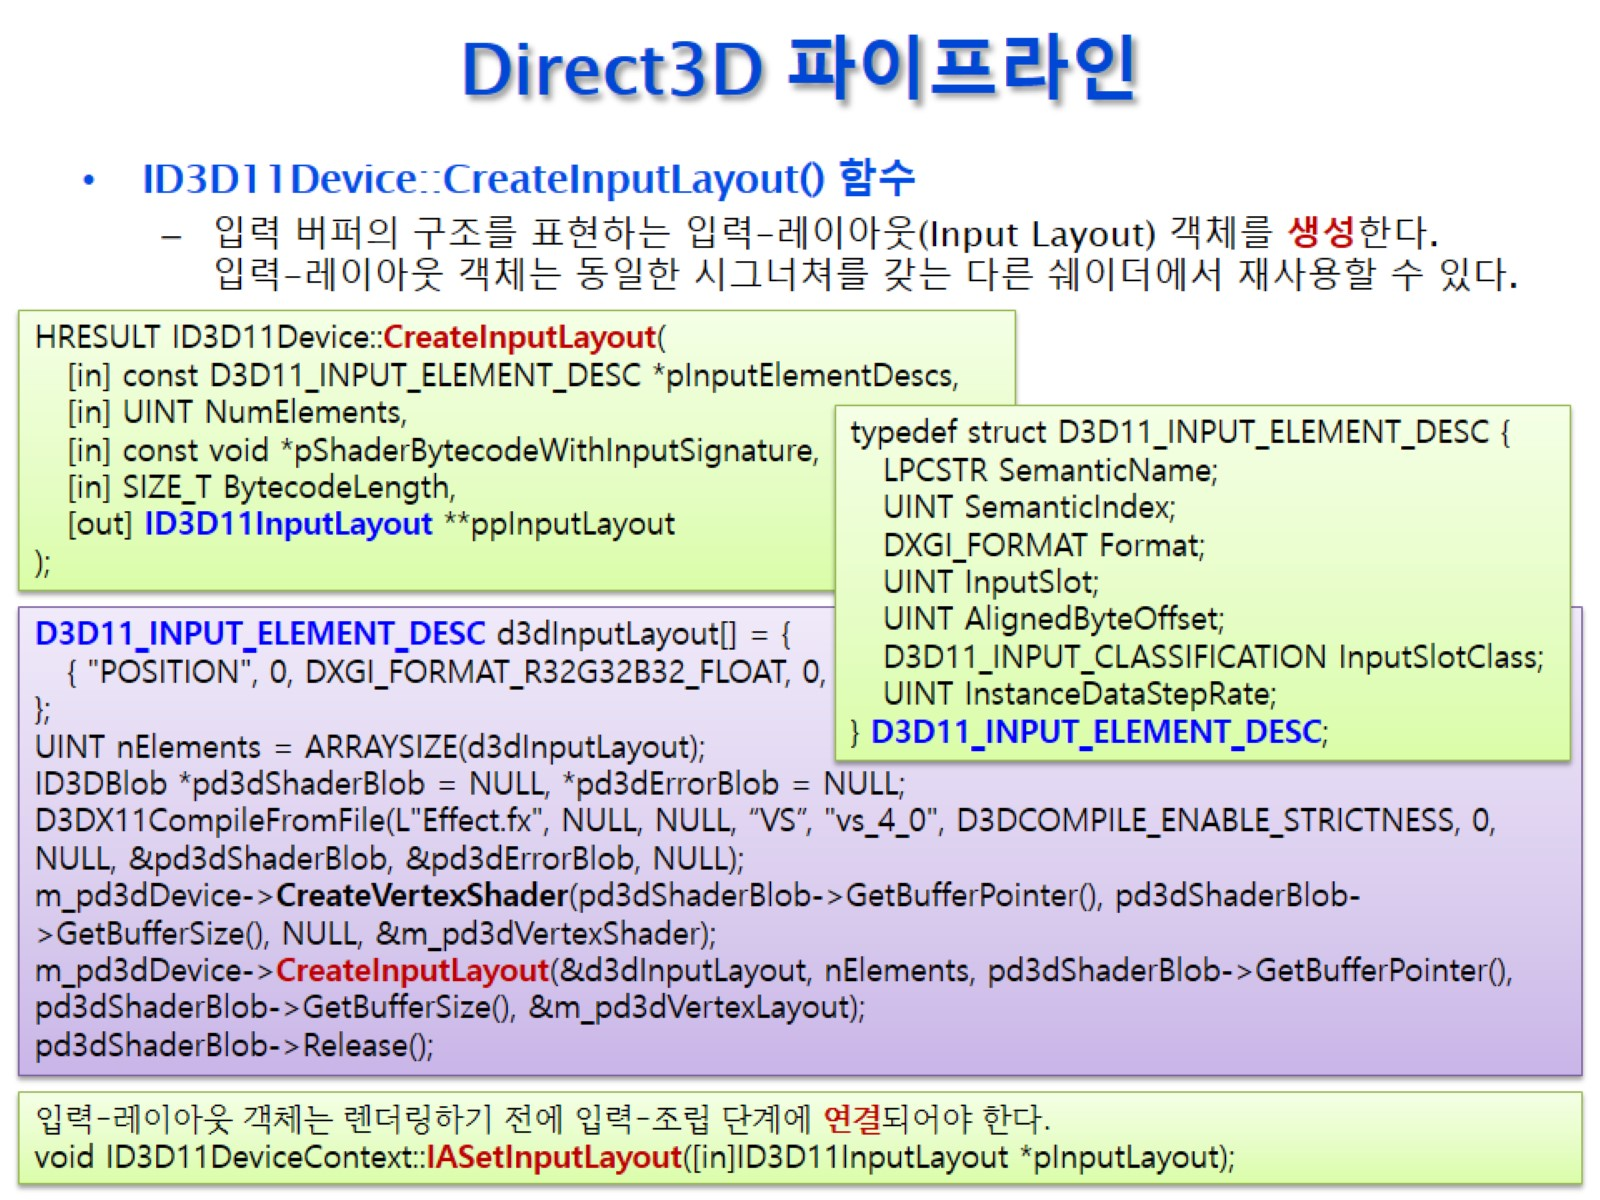 Direct3D 파이프라인
• ID3D11Device::CreateInputLayout() 함수
– 입력 버퍼의 구조를 표현하는 입력-레이아웃(Input Layout) 객체를 생성한다.
입력-레이아웃 객체는 동일한 시그너쳐를 갖는 다른 쉐이더에서 재사용할 수 있다.
HRESULT ID3D11Device::CreateInputLayout(
[in] const D3D11_INPUT_ELEMENT_DESC *pInputElementDescs,
[in] UINT NumElements,
[in] const void *pShaderBytecodeWithInputSignature,
[in] SIZE_T BytecodeLength,
[out] ID3D11InputLayout **ppInputLayout
);
typedef struct D3D11_INPUT_ELEMENT_DESC {
LPCSTR SemanticName;
UINT SemanticIndex;
DXGI_FORMAT Format;
UINT InputSlot;
UINT AlignedByteOffset;
D3D11_INPUT_CLASSIFICATION InputSlotClass;
UINT InstanceDataStepRate;
} D3D11_INPUT_ELEMENT_DESC;
D3D11_INPUT_ELEMENT_DESC d3dInputLayout[] = {
{ "POSITION", 0, DXGI_FORMAT_R32G32B32_FLOAT, 0,
};
UINT nElements = ARRAYSIZE(d3dInputLayout);
ID3DBlob *pd3dShaderBlob = NULL, *pd3dErrorBlob = NULL;
D3DX11CompileFromFile(L"Effect.fx", NULL, NULL, “VS”, "vs_4_0", D3DCOMPILE_ENABLE_STRICTNESS, 0,
NULL, &pd3dShaderBlob, &pd3dErrorBlob, NULL);
m_pd3dDevice->CreateVertexShader(pd3dShaderBlob->GetBufferPointer(), pd3dShaderBlob-
>GetBufferSize(), NULL, &m_pd3dVertexShader);
m_pd3dDevice->CreateInputLayout(&d3dInputLayout, nElements, pd3dShaderBlob->GetBufferPointer(),
pd3dShaderBlob->GetBufferSize(), &m_pd3dVertexLayout);
pd3dShaderBlob->Release();
입력-레이아웃 객체는 렌더링하기 전에 입력-조립 단계에 연결되어야 한다.
void ID3D11DeviceContext::IASetInputLayout([in]ID3D11InputLayout *pInputLayout);